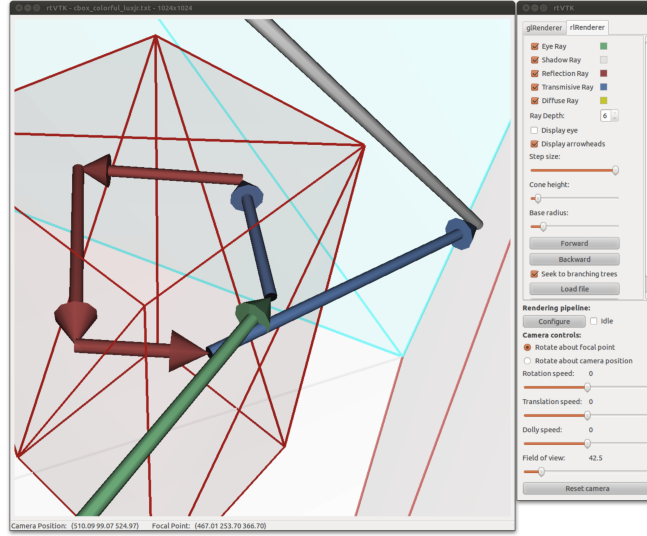 rtVTK - cbox_colorful_luxjr.txt - 1024x1024
rtVTK
glRenderer rlRenderer
Eye Ray
Shadow Ray
Reflection Ray
Transmisive Ray
Diffuse Ray
Ray Depth: 6
Display eye
Display arrowheads
Step size:
Cone height:
Base radius:
Forward
Backward
Seek to branching trees
Load file
Rendering pipeline:
Configure Idle
Camera controls:
Rotate about focal point
Rotate about camera position
Rotation speed: 0
Translation speed: 0
Dolly speed: 0
Field of view: 42.5
Reset camera
Camera Position: (510.09 99.07 524.97) Focal Point: (467.01 253.70 366.70)